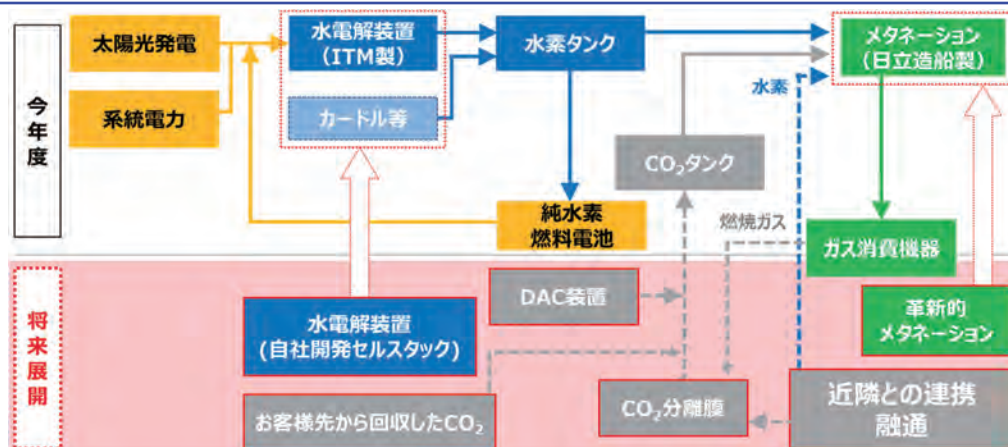 今年度
太陽光発電
系統電力
水電解装置
（ITM製）
カードル等
水素タンク
メタネーション
（日立造船製）
水素
CO₂タンク
純水素
燃料電池
燃焼ガス
ガス消費機器
将来展開
水電解装置
(自社開発セルスタック)
DAC装置
革新的
メタネーション
お客様先から回収したCO₂
CO₂分離膜
近隣との連携
融通